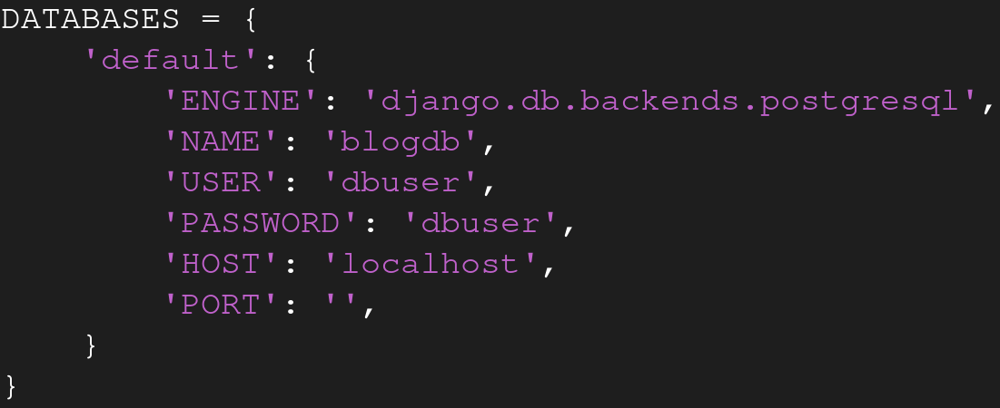 DATABASES = {
    'default': {
        'ENGINE': 'django.db.backends.postgresql',
        'NAME': 'blogdb',
        'USER': 'dbuser',
        'PASSWORD': 'dbuser',
        'HOST': 'localhost',
        'PORT': '',
    }
}